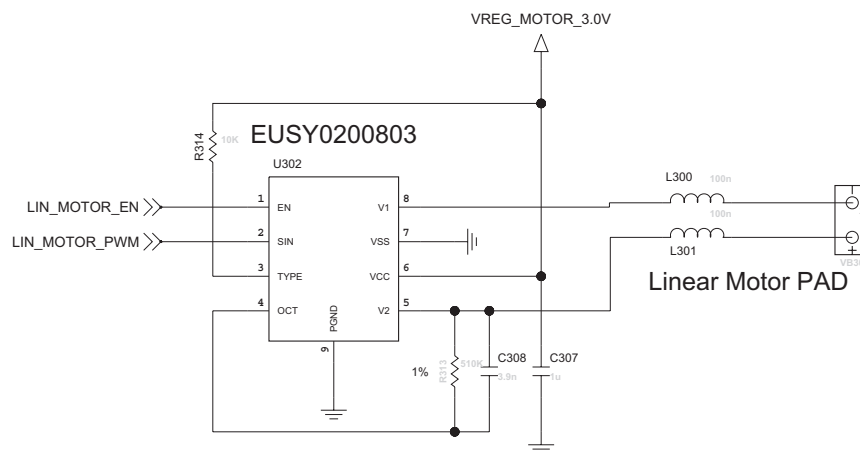 VREG_MOTOR_3.0V
R314
10K
EUSY0200803
U302
LIN_MOTOR_EN
1
EN
V1
8
LIN_MOTOR_PWM
2
SIN
VSS
7
3
TYPE
VCC
6
4
OCT
V2
5
PGND
9
L300
100n
100n
L301
Linear Motor PAD
1%
R313
510K
C308
3.9n
C307
1u